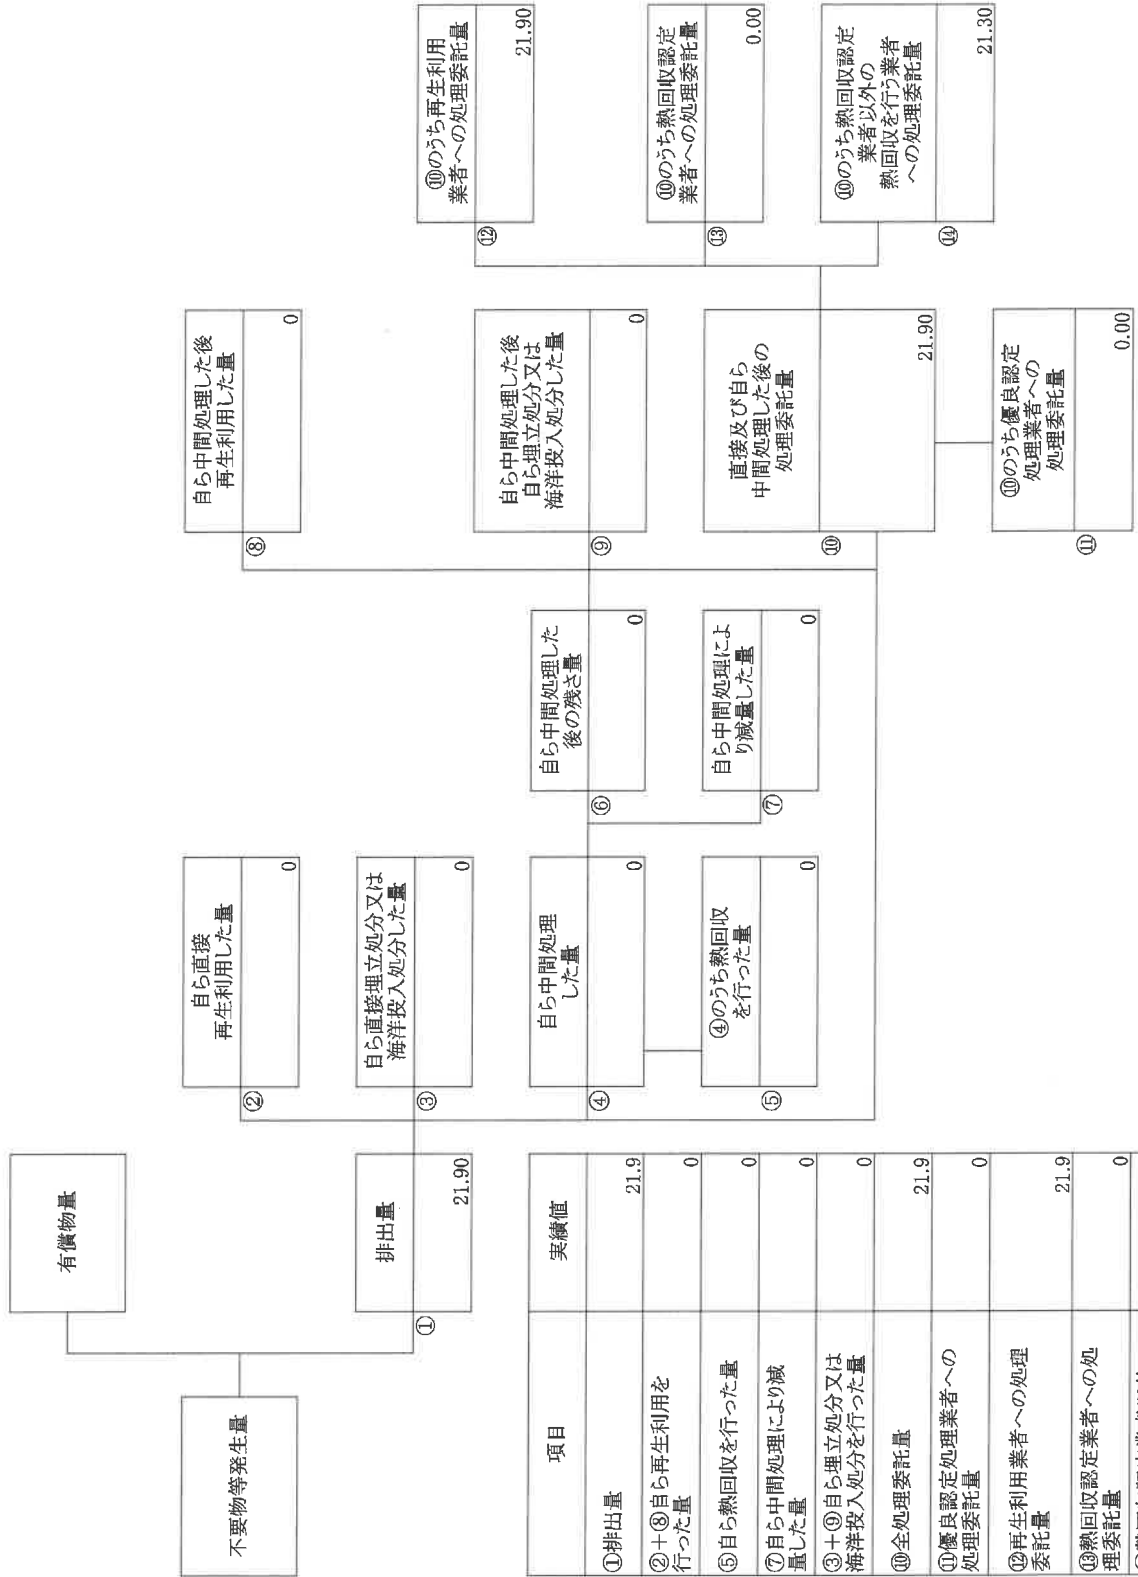 不要物等発生量
有償物量
①
排出量
21.90
②
自ら直接
再生利用した量
0
③
自ら直接埋立処分又は
海洋投入処分した量
0
④
自ら中間処理
した量
0
⑤
④のうち熱回収
を行った量
0
⑥
自ら中間処理した
後の残さ量
0
⑦
自ら中間処理によ
り減量した量
0
⑧
自ら中間処理した後
再生利用した量
0
⑨
自ら中間処理した後
自ら埋立処分又は
海洋投入処分した量
0
⑩
直接及び自ら
中間処理した後の
処理委託量
21.90
⑪
⑩のうち優良認定
処理業者への
処理委託量
0.00
⑫
⑩のうち再生利用
業者への処理委託量
21.90
⑬
⑩のうち熱回収認定
業者への処理委託量
0.00
⑭
⑩のうち熱回収認定
業者以外の
熱回収を行う業者
への処理委託量
21.30
項目
実績値
①排出量
21.9
②+⑧自ら再生利用を
行った量
0
⑤自ら熱回収を行った量
0
⑦自ら中間処理により減
量した量
0
③+⑨自ら埋立処分又は
海洋投入処分を行った量
0
⑩全処理委託量
21.9
⑪優良認定処理業者への
処理委託量
0
⑫再生利用業者への処理
委託量
21.9
⑬熱回収認定業者への処
理委託量
0